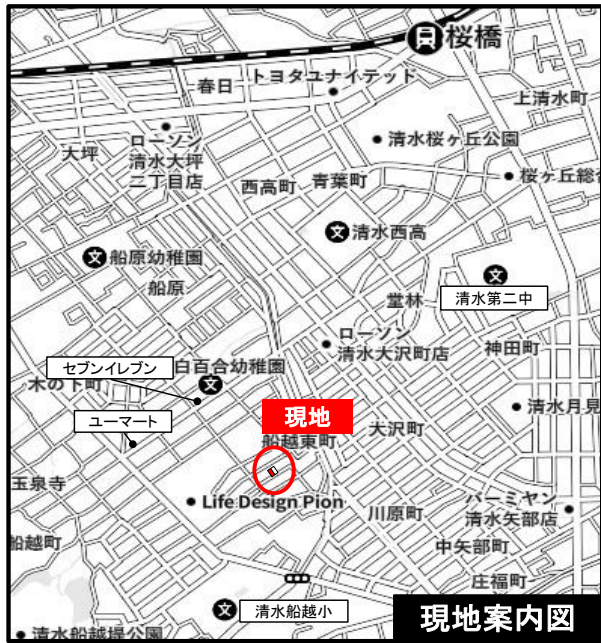 桜橋
春日
トヨタユナイテッド
上清水町
大坪
ローソン
清水大坪
二丁目店
清水桜ヶ丘公園
西高町
青葉町
桜ヶ丘総合
清水西高
船原幼稚園
船原
清水第二中
堂林
ローソン
清水大沢町店
神田町
セブンイレブン
白百合幼稚園
木の下町
ユーマート
現地
船越東町
大沢町
清水月見
玉泉寺
Life Design Pion
川原町
バーミヤン
清水矢部店
船越町
中矢部町
庄福町
清水船越小
清水船越堤公園
現地案内図